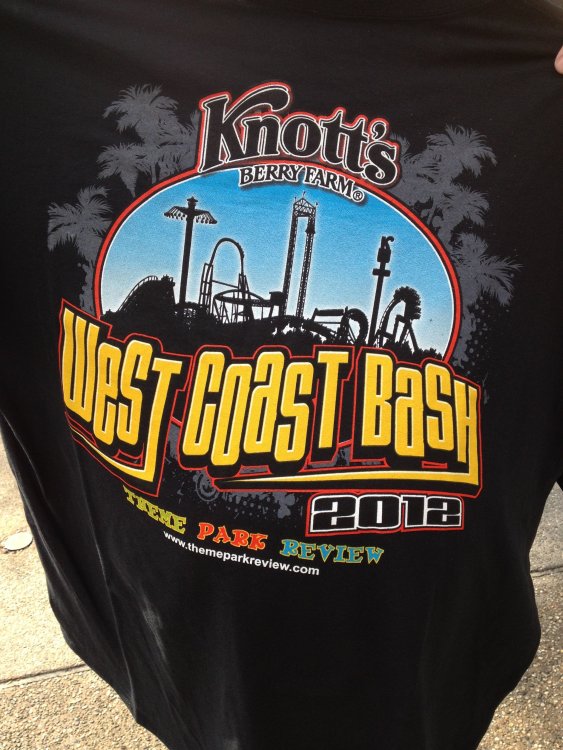 Knott's
BERRY FARM®
WEST COAST BASH
2012
THEME PARK REVIEW
www.themeparkreview.com